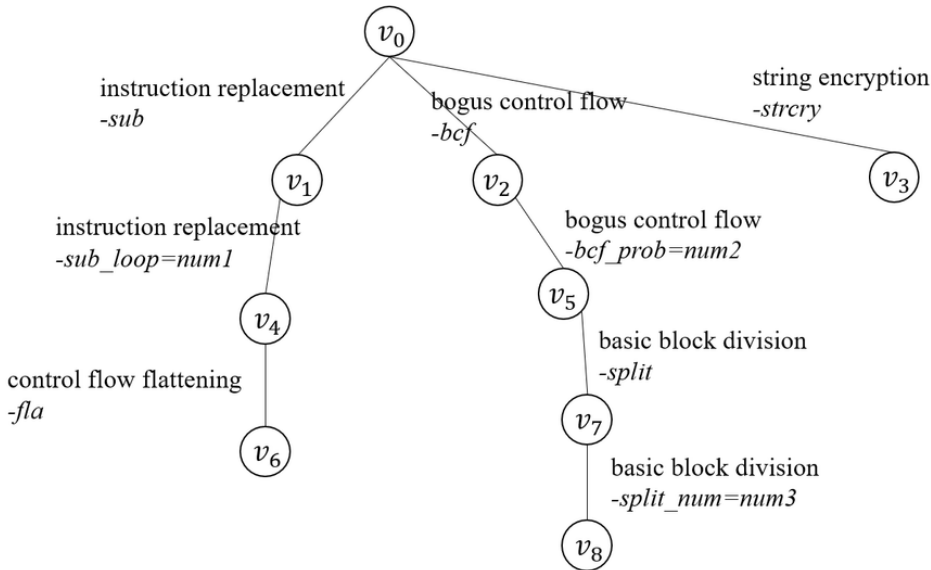 v0
instruction replacement
-sub
bogus control flow
-bcf
string encryption
-strcry
v1
v2
v3
instruction replacement
-sub_loop=num1
bogus control flow
-bcf_prob=num2
v4
v5
control flow flattening
-fla
basic block division
-split
v6
v7
basic block division
-split_num=num3
v8